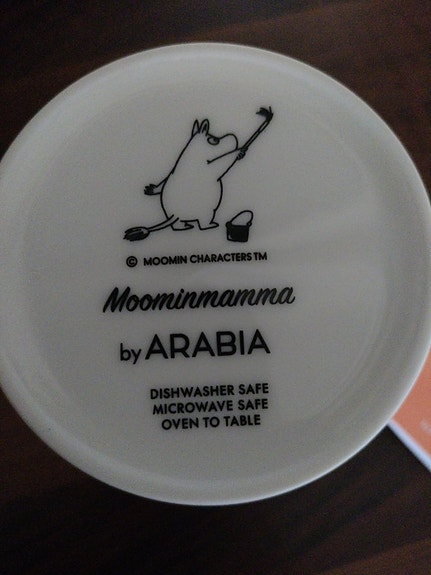 © MOOMIN CHARACTERS TM
Moominmamma
by ARABIA
DISHWASHER SAFE
MICROWAVE SAFE
OVEN TO TABLE